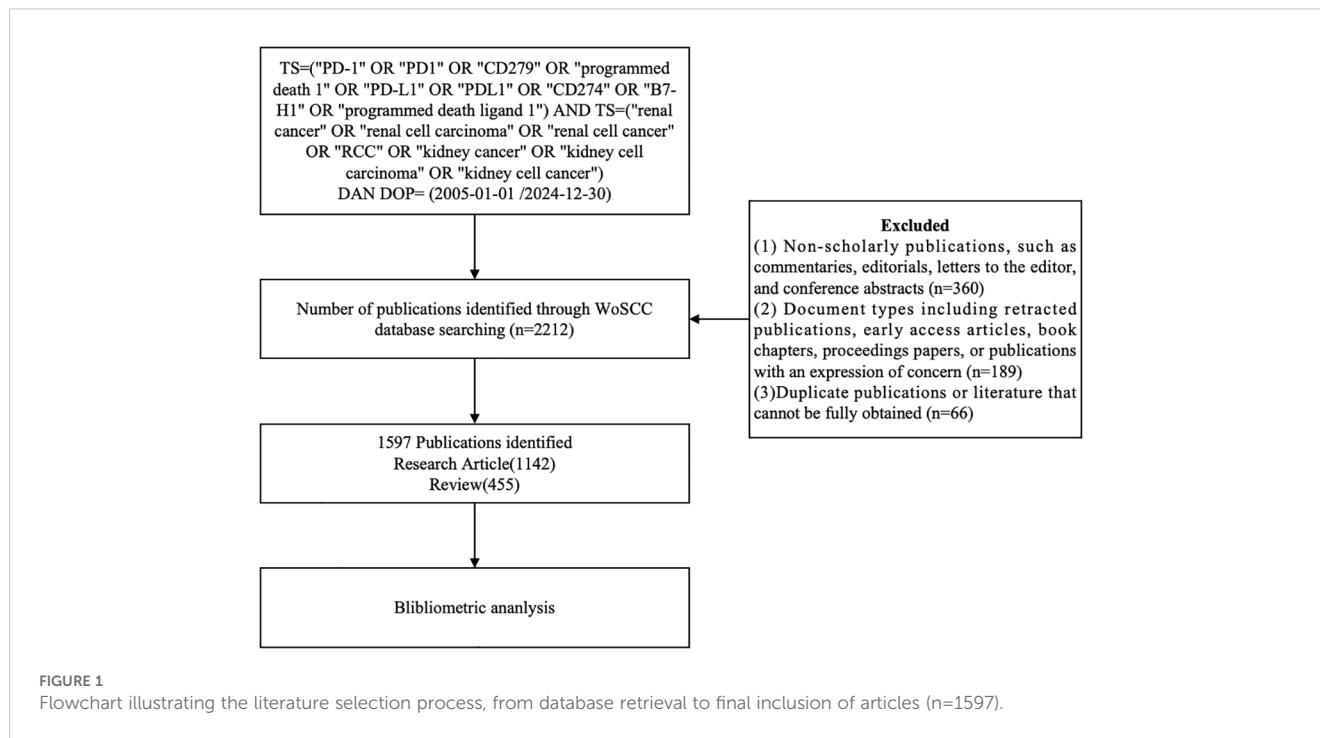 TS=("PD-1" OR "PD1" OR "CD279" OR "programmed
death 1" OR "PD-L1" OR "PDL1" OR "CD274" OR "B7-
H1" OR "programmed death ligand 1") AND TS=("renal
cancer" OR "renal cell carcinoma" OR "renal cell cancer"
OR "RCC" OR "kidney cancer" OR "kidney cell
carcinoma" OR "kidney cell cancer")
DAN DOP= (2005-01-01 /2024-12-30)
Excluded
(1) Non-scholarly publications, such as
commentaries, editorials, letters to the editor,
and conference abstracts (n=360)
(2) Document types including retracted
publications, early access articles, book
chapters, proceedings papers, or publications
with an expression of concern (n=189)
(3)Duplicate publications or literature that
cannot be fully obtained (n=66)
Number of publications identified through WoSCC
database searching (n=2212)
1597 Publications identified
Research Article(1142)
Review(455)
Blibliometric ananlysis
FIGURE 1
Flowchart illustrating the literature selection process, from database retrieval to final inclusion of articles (n=1597).